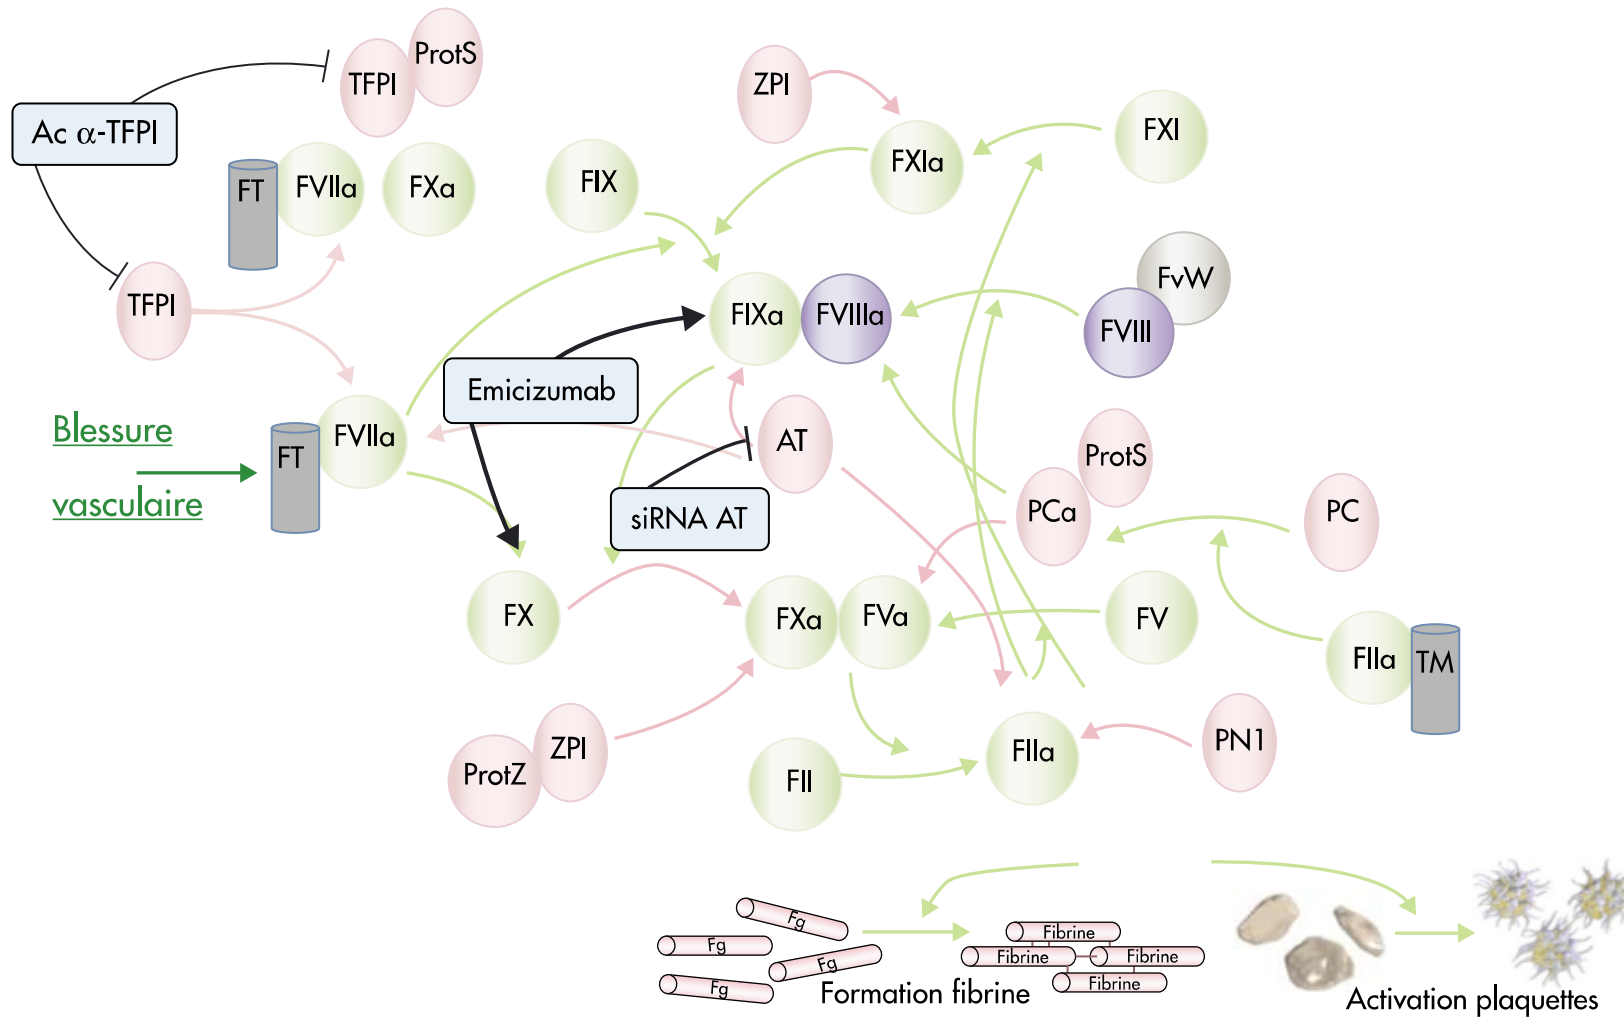 ProtS
TFPI
ZPI
Ac α-TFPI
FXI
FXIa
FT
FVIIa
FXa
FIX
FvW
TFPI
FIXa
FVIIIa
FVIII
Emicizumab
Blessure
vasculaire
FT
FVIIa
AT
ProtS
siRNA AT
PCa
PC
FX
FXa
FVa
FV
FIIa
TM
ProtZ
ZPI
FII
FIIa
PN1
Fg
Fg
Fg
Fg
Fibrine
Fibrine
Fibrine
Fibrine
Formation fibrine
Activation plaquettes